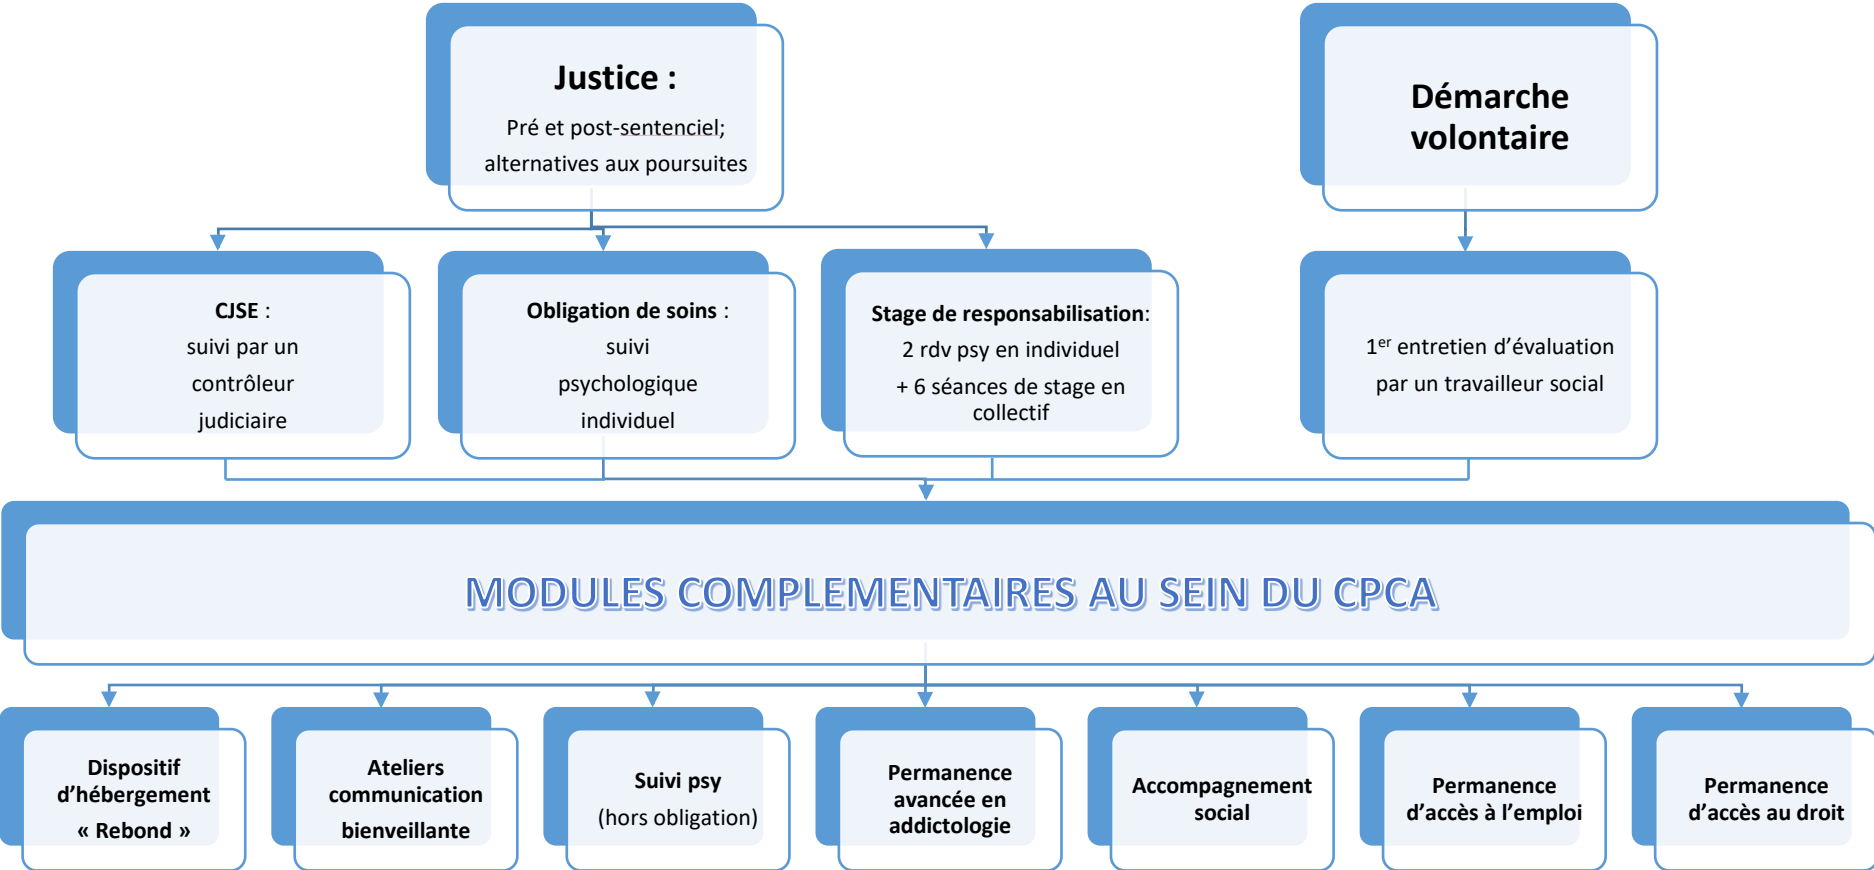 Justice :
Pré et post-sentenciel;
alternatives aux poursuites
Démarche
volontaire
CJSE :
suivi par un
contrôleur
judiciaire
Obligation de soins :
suivi
psychologique
individuel
Stage de responsabilisation:
2 rdv psy en individuel
+ 6 séances de stage en
collectif
1er entretien d’évaluation
par un travailleur social
MODULES COMPLEMENTAIRES AU SEIN DU CPCA
Dispositif
d’hébergement
« Rebond »
Ateliers
communication
bienveillante
Suivi psy
(hors obligation)
Permanence
avancée en
addictologie
Accompagnement
social
Permanence
d’accès à l’emploi
Permanence
d’accès au droit